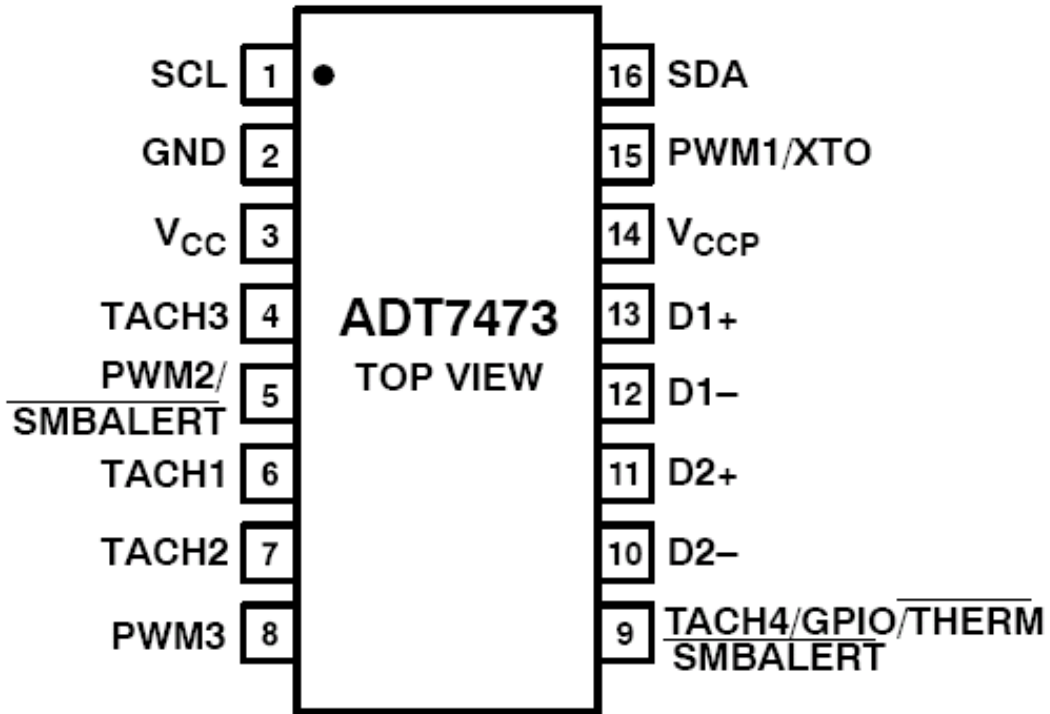 SCL 1 16 SDA
GND 2 15 PWM1/XTO
VCC 3 14 VCCP
TACH3 4 ADT7473 13 D1+
TOP VIEW
PWM2/
SMBALERT 5 12 D1–
TACH1 6 11 D2+
TACH2 7 10 D2–
PWM3 8 9 TACH4/GPIO/THERM
SMBALERT